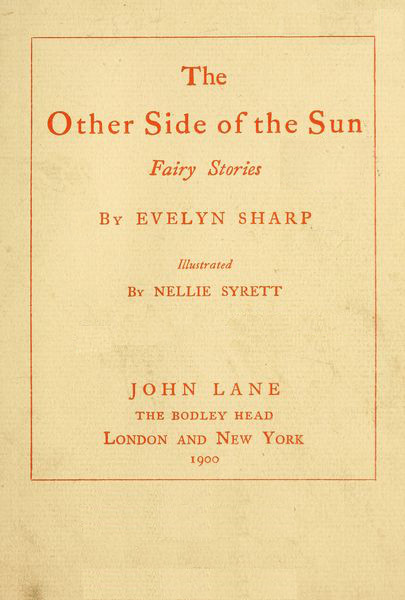 The
Other Side of the Sun
Fairy Stories
By EVELYN SHARP
Illustrated
By NELLIE SYRETT
JOHN LANE
THE BODLEY HEAD
LONDON AND NEW YORK
1900